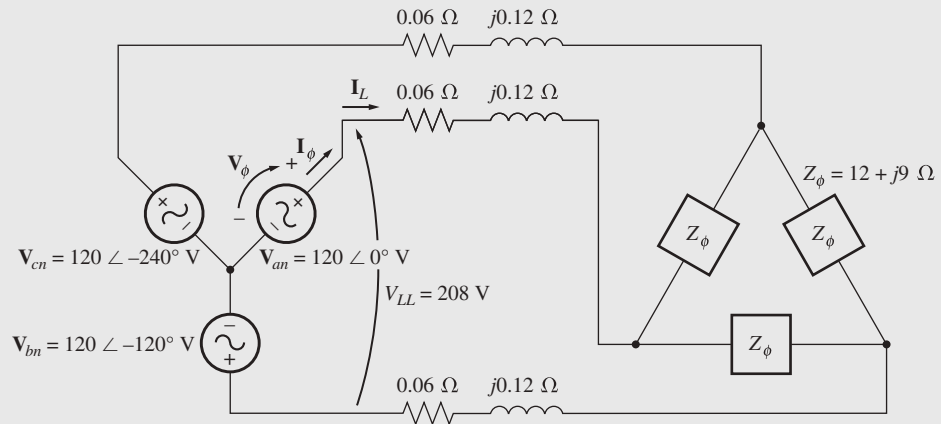 0.06 Ω
j0.12 Ω
I_L
0.06 Ω
j0.12 Ω
V_ϕ
+
I_ϕ
Z_ϕ = 12 + j9 Ω
+
–
–
+
–
Z_ϕ
Z_ϕ
V_cn = 120 ∠ –240° V
V_an = 120 ∠ 0° V
V_LL = 208 V
–
V_bn = 120 ∠ –120° V
+
Z_ϕ
0.06 Ω
j0.12 Ω